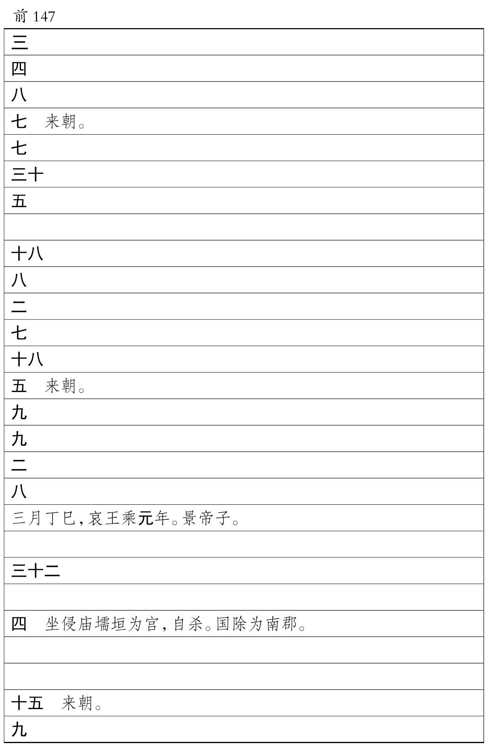 前147
三
四
八
七 来朝。
七
三十
五
十八
八
二
七
十八
五 来朝。
九
九
二
八
三月丁巳，哀王乘元年。景帝子。
三十二
四 坐侵庙壖垣为宫，自杀。国除为南郡。
十五 来朝。
九